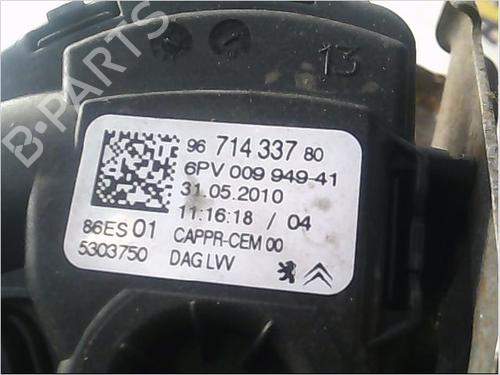 B-PARTS
13
96 714 337 80
6PV 009 949-41
31.05.2010
11:16:18 / 04
86ES 01 CAPPR-CEM 00
5303750 DAG LVV